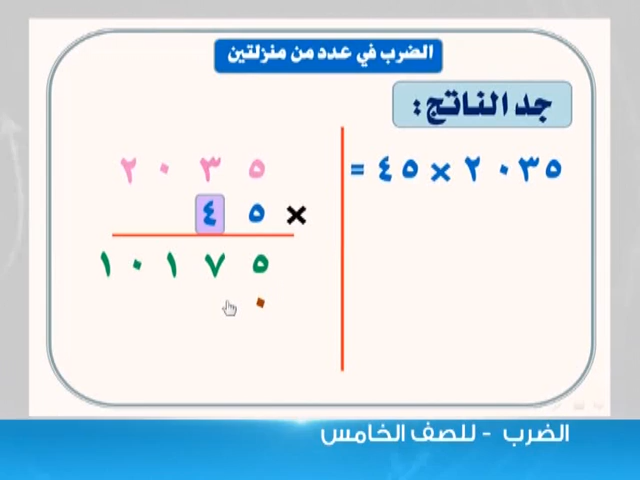 الضرب في عدد من منزلتين
جد الناتج :
٢٠٣٥ × ٤٥ =
٢ ٠ ٣ ٥
٤ ٥ ×
١ ٠ ١ ٧ ٥
٠
الضرب - للصف الخامس